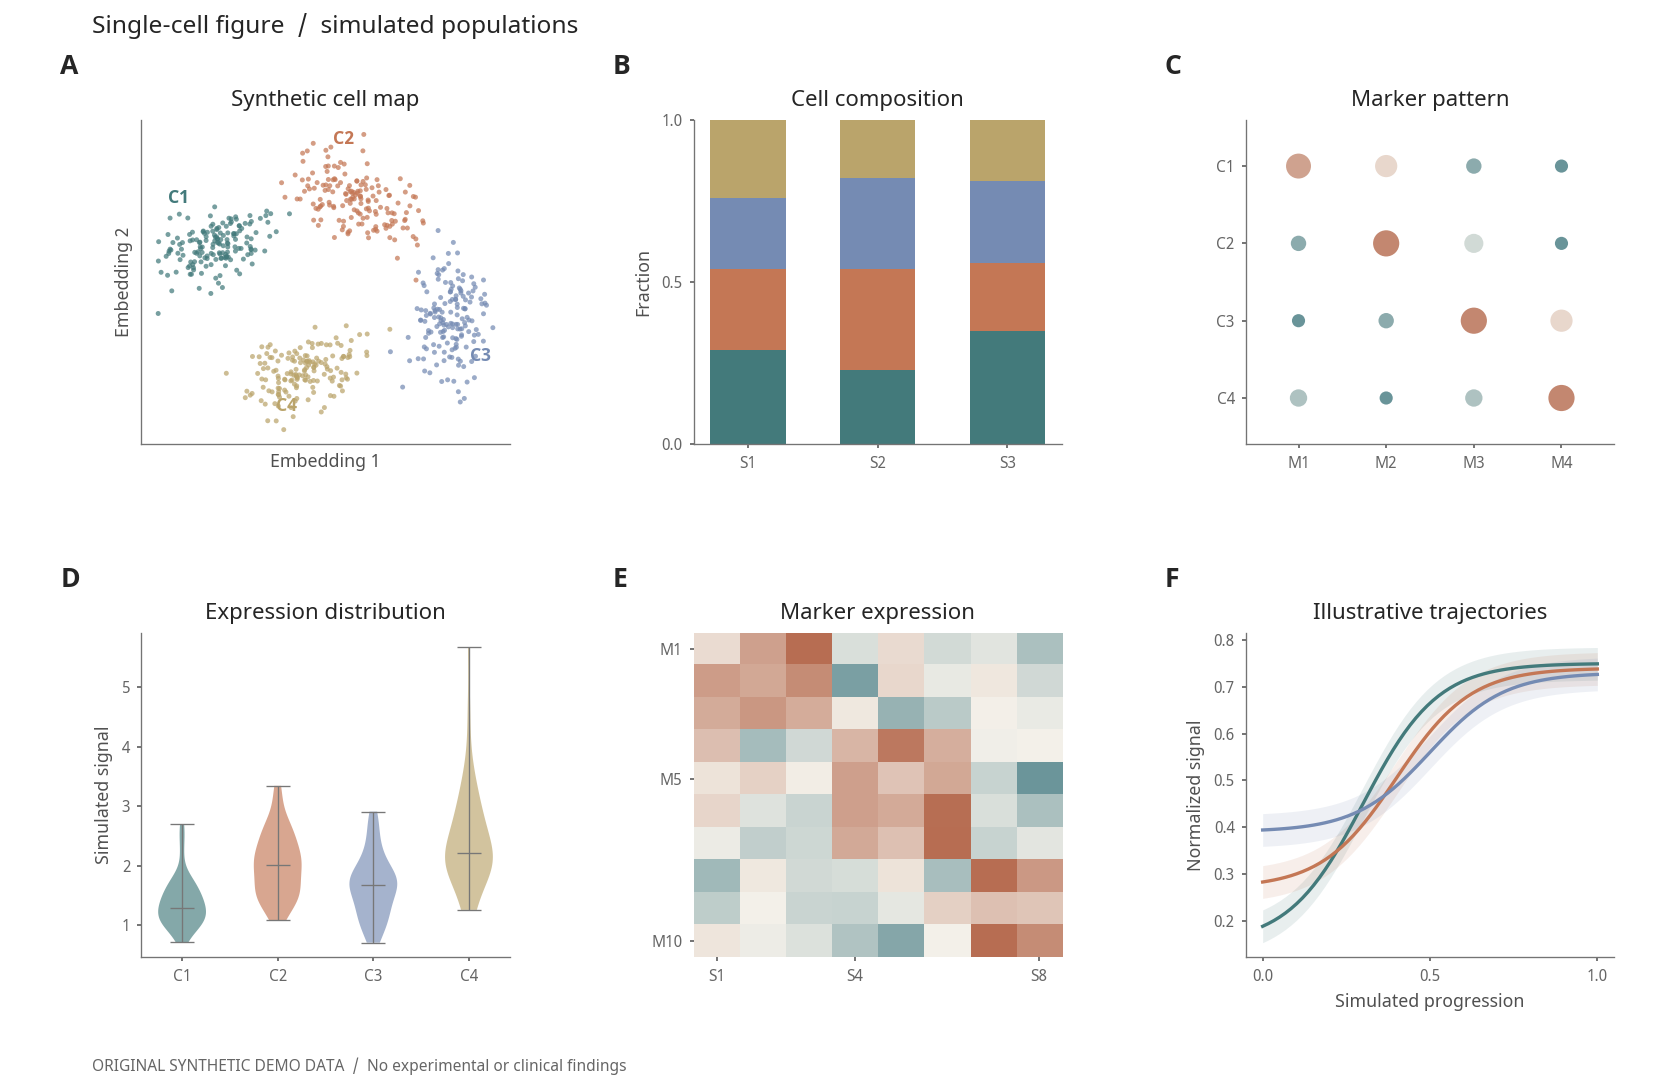 Single-cell figure / simulated populations
A
Synthetic cell map
C1
C2
C3
C4
Embedding 2
Embedding 1
B
Cell composition
1.0
0.5
0.0
Fraction
S1 S2 S3
C
Marker pattern
C1
C2
C3
C4
M1 M2 M3 M4
D
Expression distribution
5
4
3
2
1
Simulated signal
C1 C2 C3 C4
E
Marker expression
M1
M5
M10
S1 S4 S8
F
Illustrative trajectories
0.8
0.7
0.6
0.5
0.4
0.3
0.2
Normalized signal
0.0 0.5 1.0
Simulated progression
ORIGINAL SYNTHETIC DEMO DATA / No experimental or clinical findings